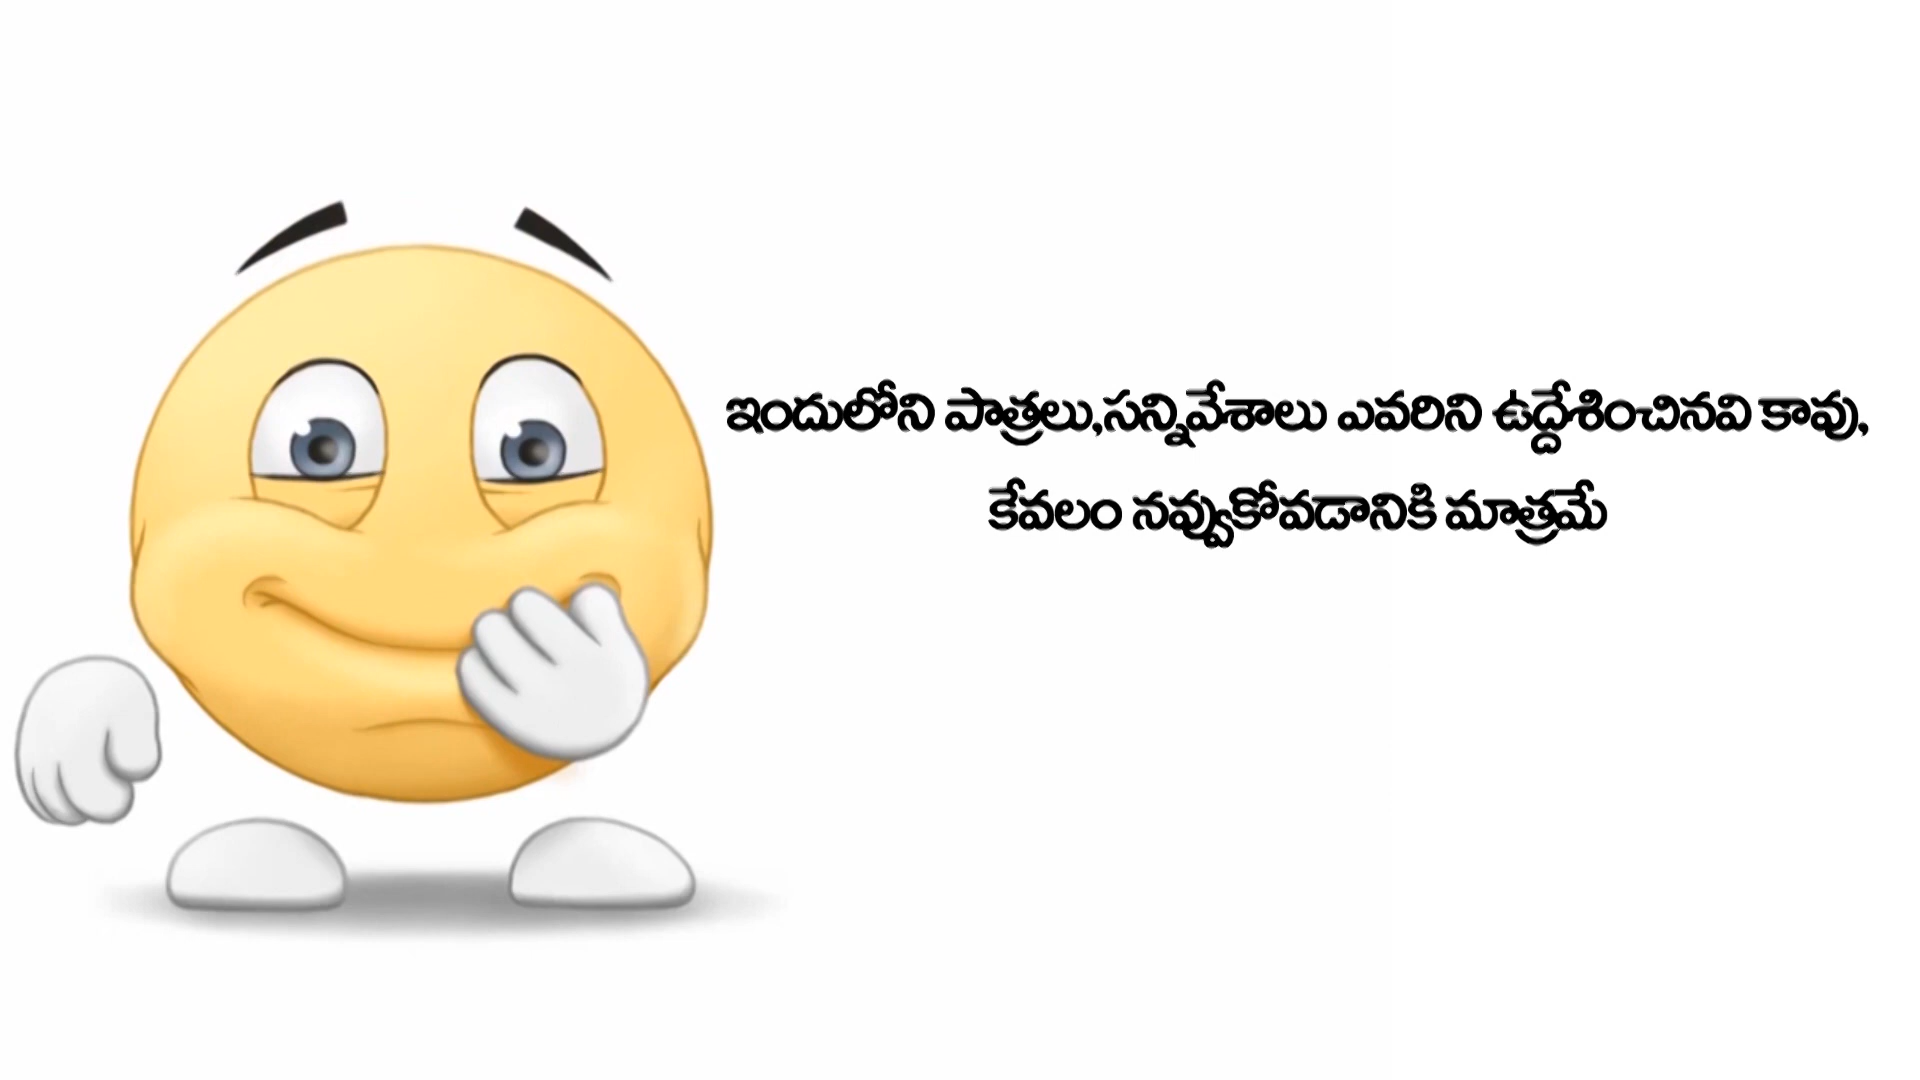 ఇందులోని పాత్రలు,సన్నివేశాలు ఎవరిని ఉద్దేశించినవి కావు,
కేవలం నవ్వుకోవడానికి మాత్రమే